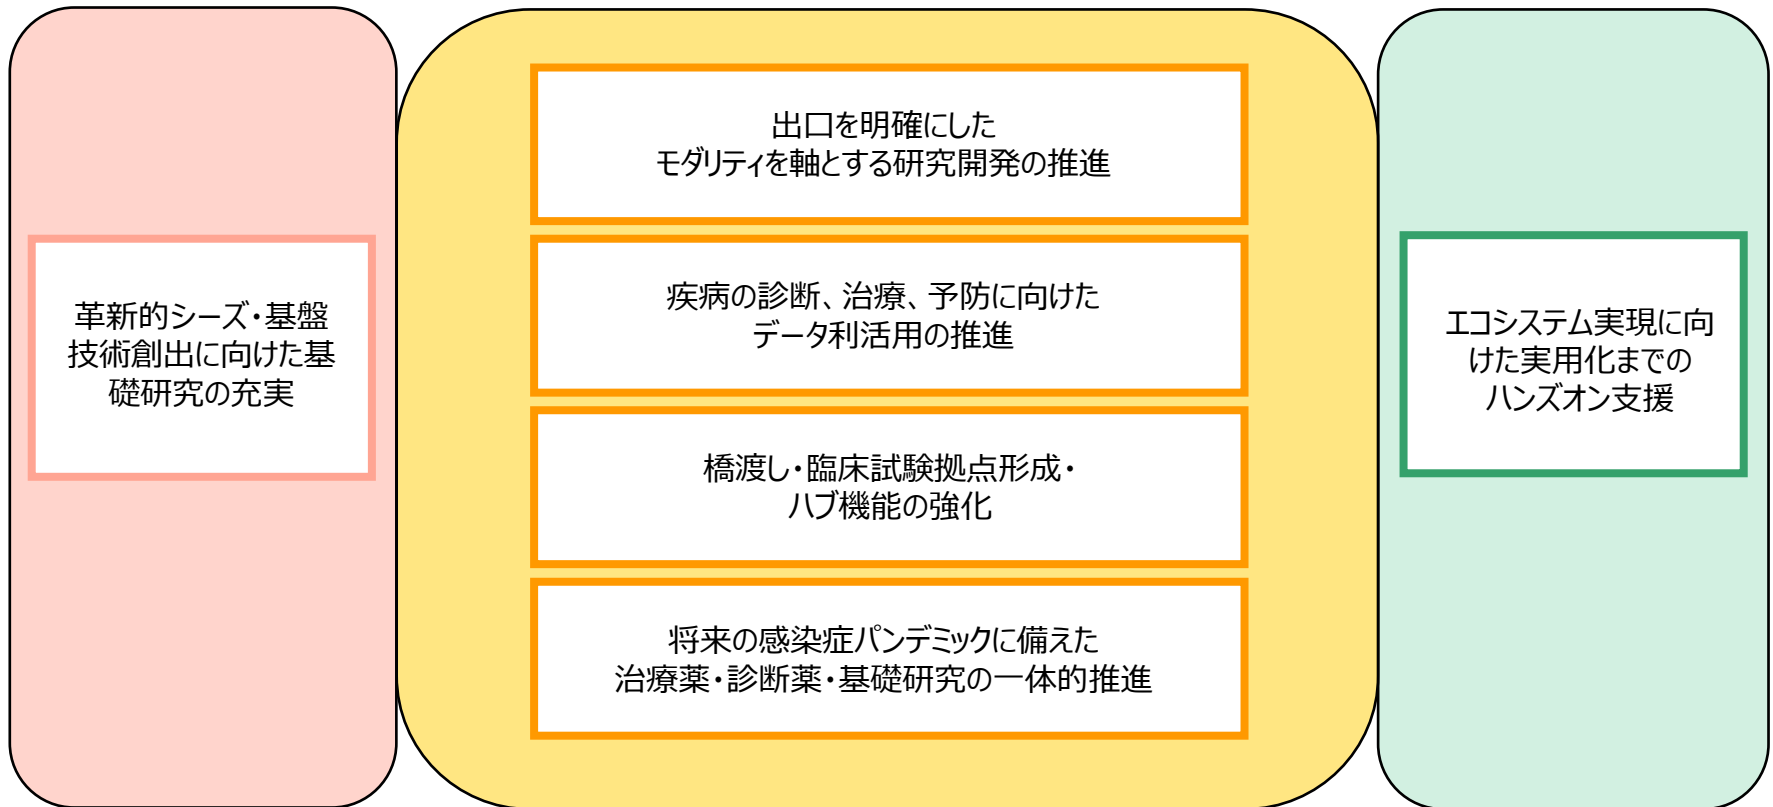 革新的シーズ・基盤
技術創出に向けた基
礎研究の充実
出口を明確にした
モダリティを軸とする研究開発の推進
疾病の診断、治療、予防に向けた
データ利活用の推進
橋渡し・臨床試験拠点形成・
ハブ機能の強化
将来の感染症パンデミックに備えた
治療薬・診断薬・基礎研究の一体的推進
エコシステム実現に向
けた実用化までの
ハンズオン支援